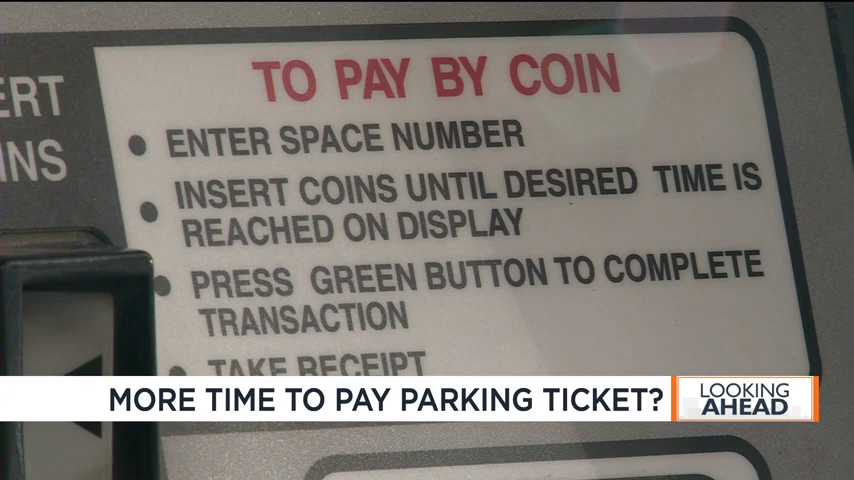 ERT
INS
TO PAY BY COIN
• ENTER SPACE NUMBER
• INSERT COINS UNTIL DESIRED TIME IS
REACHED ON DISPLAY
• PRESS GREEN BUTTON TO COMPLETE
TRANSACTION
• TAKE RECEIPT
MORE TIME TO PAY PARKING TICKET?
LOOKING
AHEAD